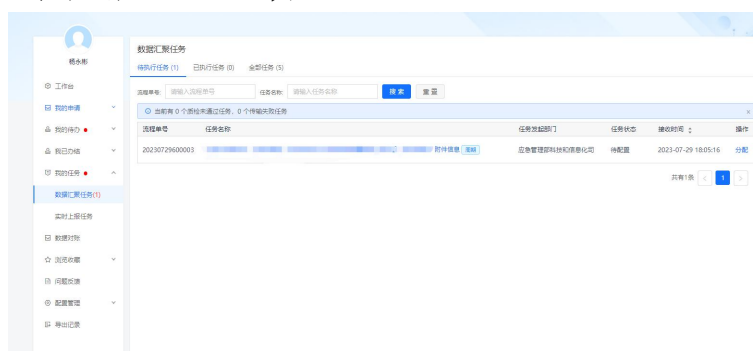 数据汇聚任务
杨永彬
待执行任务 (1) 已执行任务 (0) 全部任务 (5)
工作台
流程单号: 请输入流程单号 任务名称: 请输入任务名称 搜索 重置
我的申请
当前有 0 个质检未通过任务、0 个传输失败任务
我的待办
流程单号 任务名称 任务发起部门 任务状态 接收时间 操作
我已办结
20230729600003 附件信息 应急管理部科技和信息化司 待配置 2023-07-29 18:05:16 分配
我的任务
共有1条 < 1 >
数据汇聚任务(1)
实时上报任务
数据对账
浏览收藏
问题反馈
配置管理
导出记录